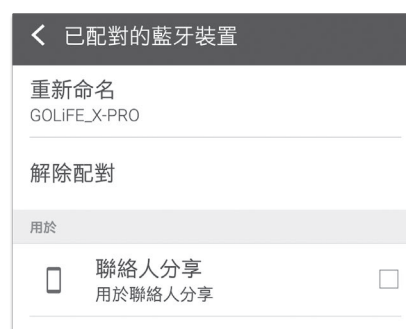 已配對的藍牙裝置
重新命名
GOLiFE_X-PRO
解除配對
用於
聯絡人分享
用於聯絡人分享